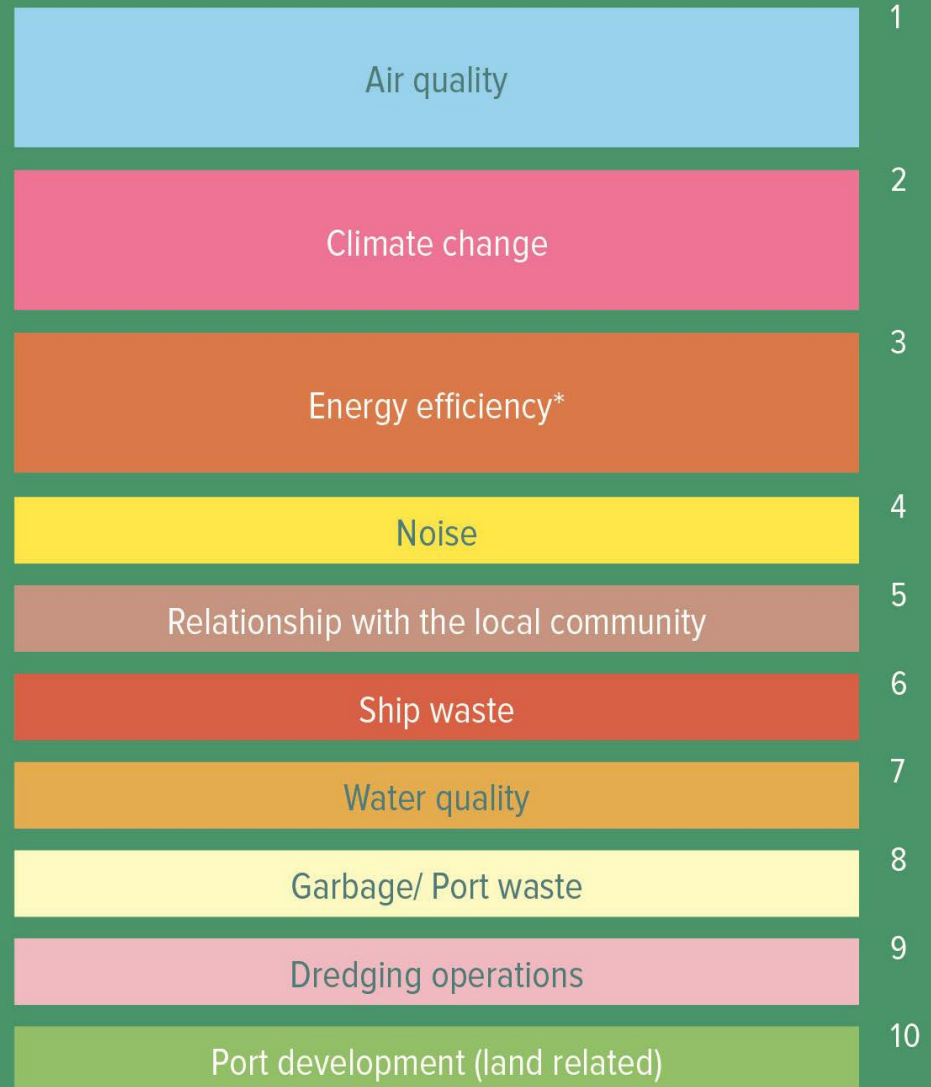 1
Air quality
2
Climate change
3
Energy efficiency*
4
Noise
5
Relationship with the local community
6
Ship waste
7
Water quality
8
Garbage/ Port waste
9
Dredging operations
10
Port development (land related)